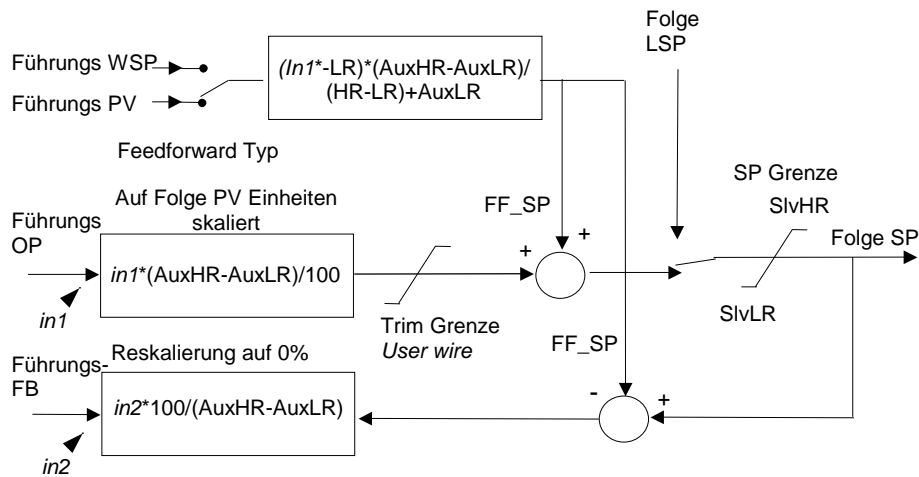 Folge
LSP
Führungs WSP
Führungs PV
(In1*-LR)*(AuxHR-AuxLR)/
(HR-LR)+AuxLR
Feedforward Typ
SP Grenze
SlvHR
Auf Folge PV Einheiten
skaliert
FF_SP
Führungs
OP
Folge SP
+
+
in1*(AuxHR-AuxLR)/100
in1
SlvLR
Trim Grenze
User wire
FF_SP
Reskalierung auf 0%
Führungs-
FB
in2*100/(AuxHR-AuxLR)
-
+
in2